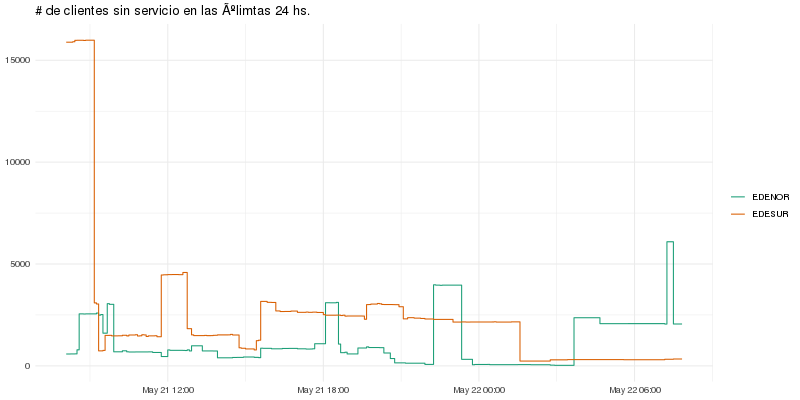 # de clientes sin servicio en las Ãºlimtas 24 hs.
15000
10000
5000
0
May 21 12:00
May 21 18:00
May 22 00:00
May 22 06:00
EDENOR
EDESUR